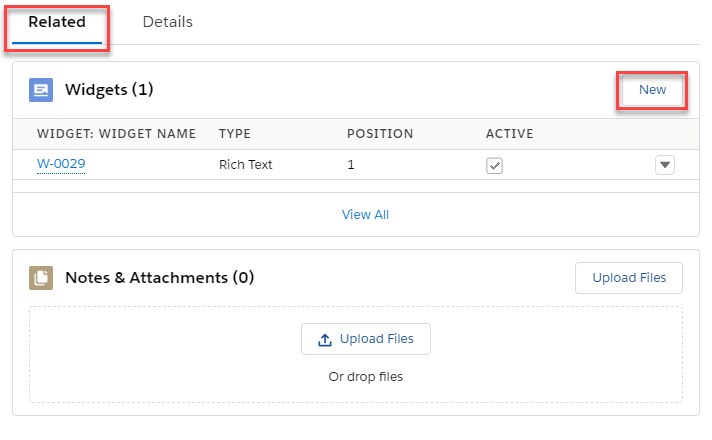 Related Details
Widgets (1) New
WIDGET: WIDGET NAME TYPE POSITION ACTIVE
W-0029 Rich Text 1
View All
Notes & Attachments (0) Upload Files
Upload Files
Or drop files